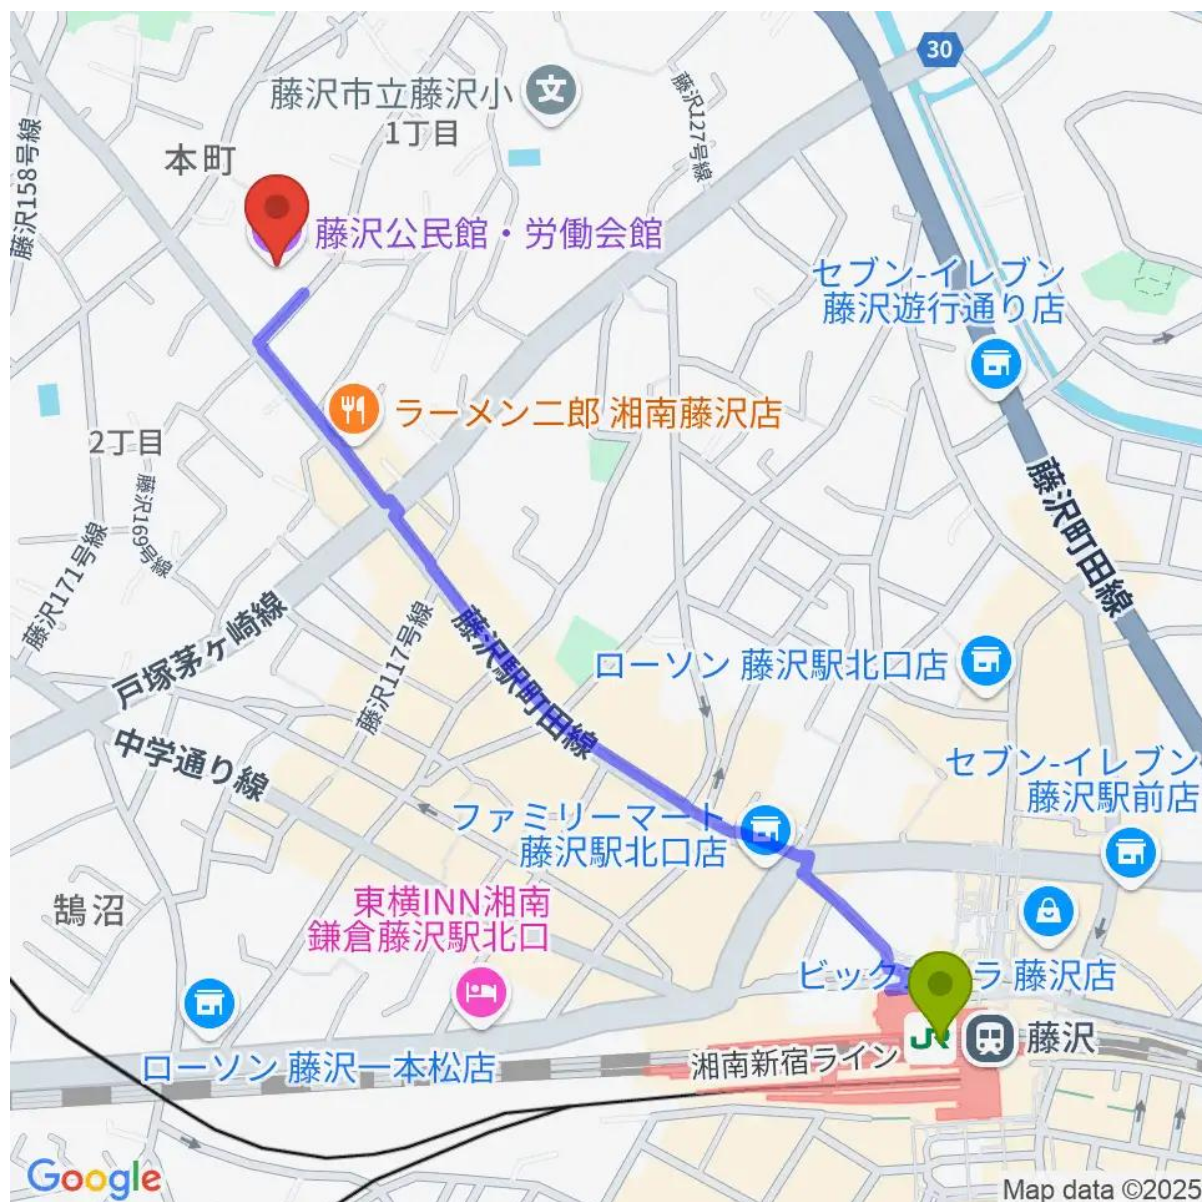 30
藤沢市立藤沢小
文
1丁目
藤沢127号線
本町
藤沢158号線
藤沢公民館・労働会館
セブン-イレブン
藤沢遊行通り店
ラーメン二郎 湘南藤沢店
2丁目
藤沢169号線
藤沢町田線
藤沢171号線
戸塚茅ケ崎線
藤沢117号線
藤沢駅町田線
ローソン 藤沢駅北口店
中学通り線
セブン-イレブン
藤沢駅前店
ファミリーマート
藤沢駅北口店
鵠沼
東横INN湘南
鎌倉藤沢駅北口
ラ 藤沢店
JR
藤沢
湘南新宿ライン
ローソン 藤沢一本松店
Google
Map data ©2025